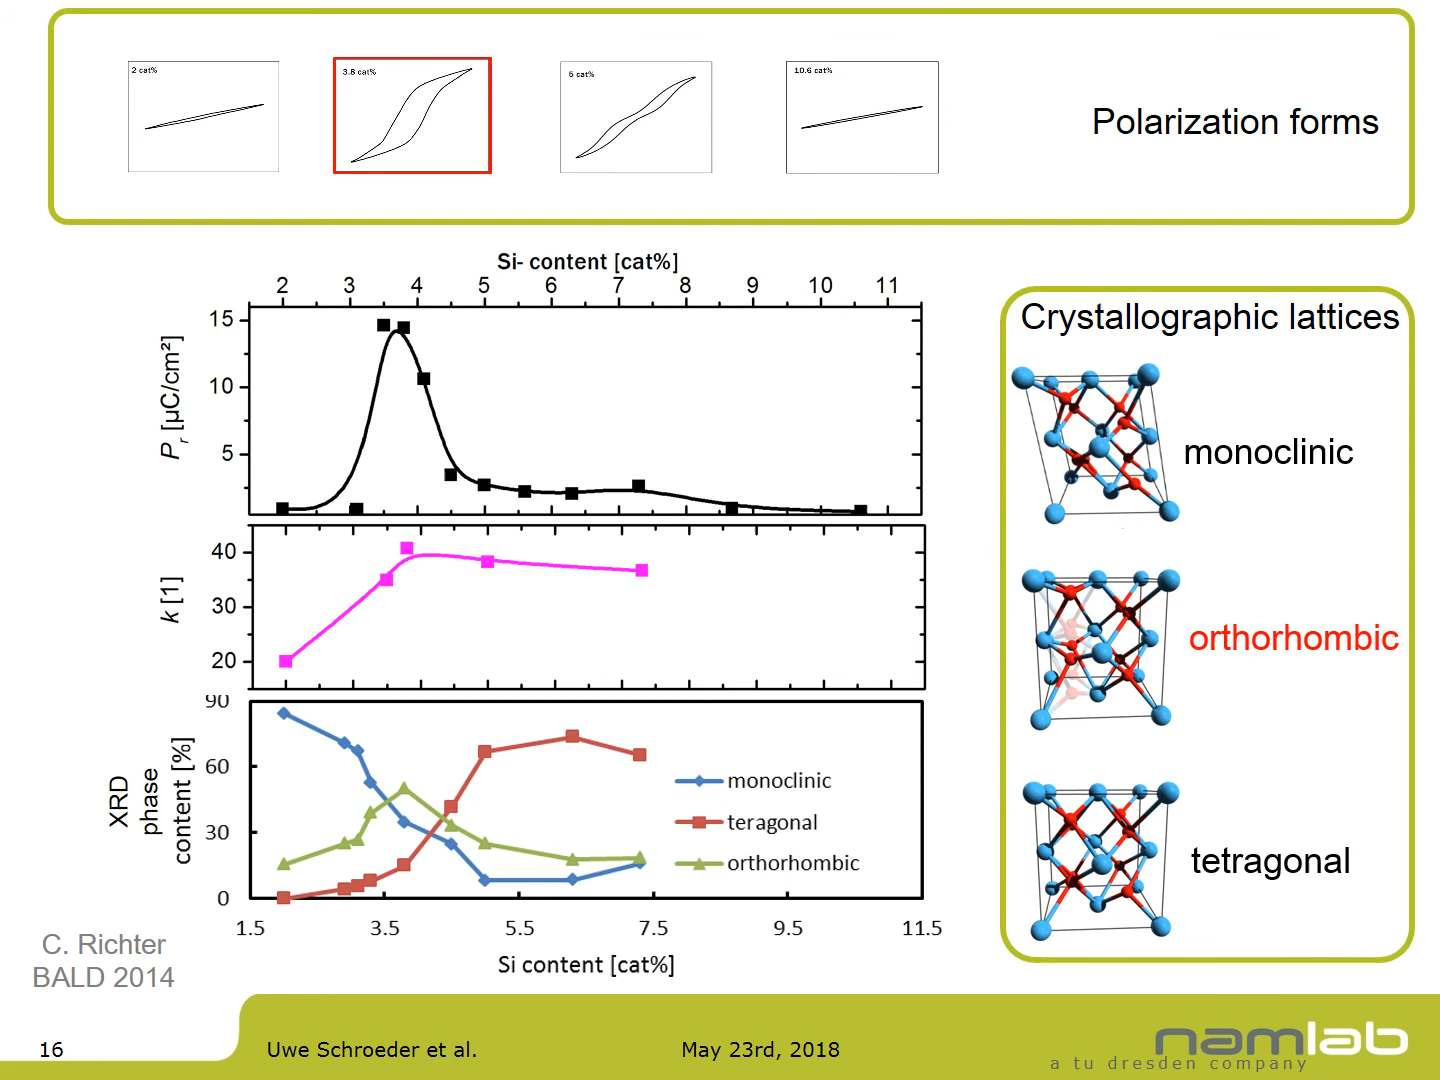 2 cat%
3.8 cat%
5 cat%
10.6 cat%
Polarization forms
Si- content [cat%]
2 3 4 5 6 7 8 9 10 11
15
10
5
Pr [µC/cm²]
40
30
20
k [1]
90
60
30
0
XRD
phase
content [%]
monoclinic
teragonal
orthorhombic
1.5 3.5 5.5 7.5 9.5 11.5
Si content [cat%]
Crystallographic lattices
monoclinic
orthorhombic
tetragonal
C. Richter
BALD 2014
16
Uwe Schroeder et al.
May 23rd, 2018
namlab
a tu dresden company